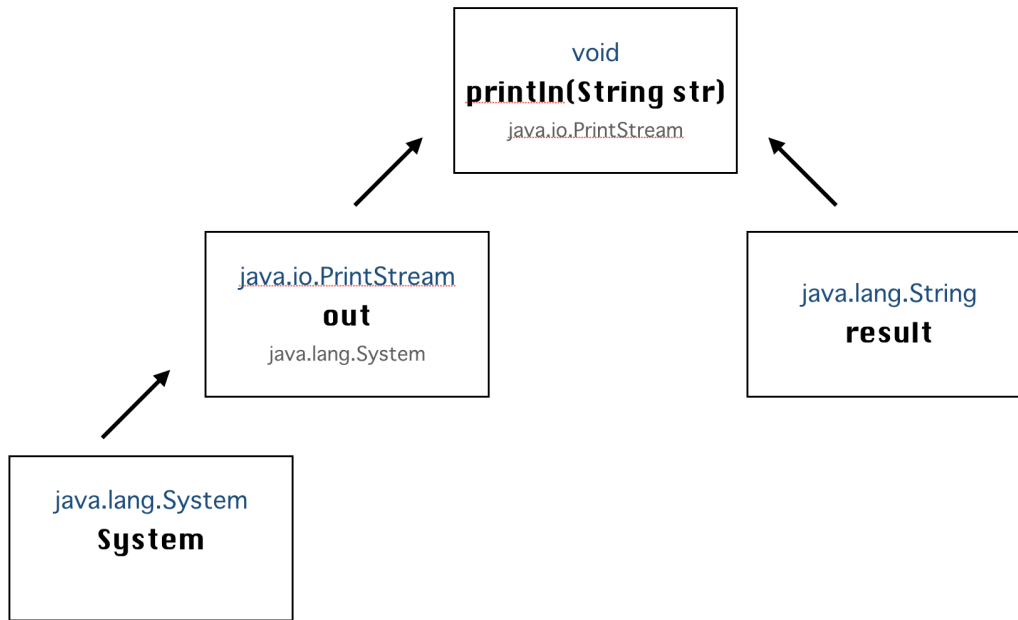 void
println(String str)
java.io.PrintStream
java.io.PrintStream
out
java.lang.System
java.lang.String
result
java.lang.System
System